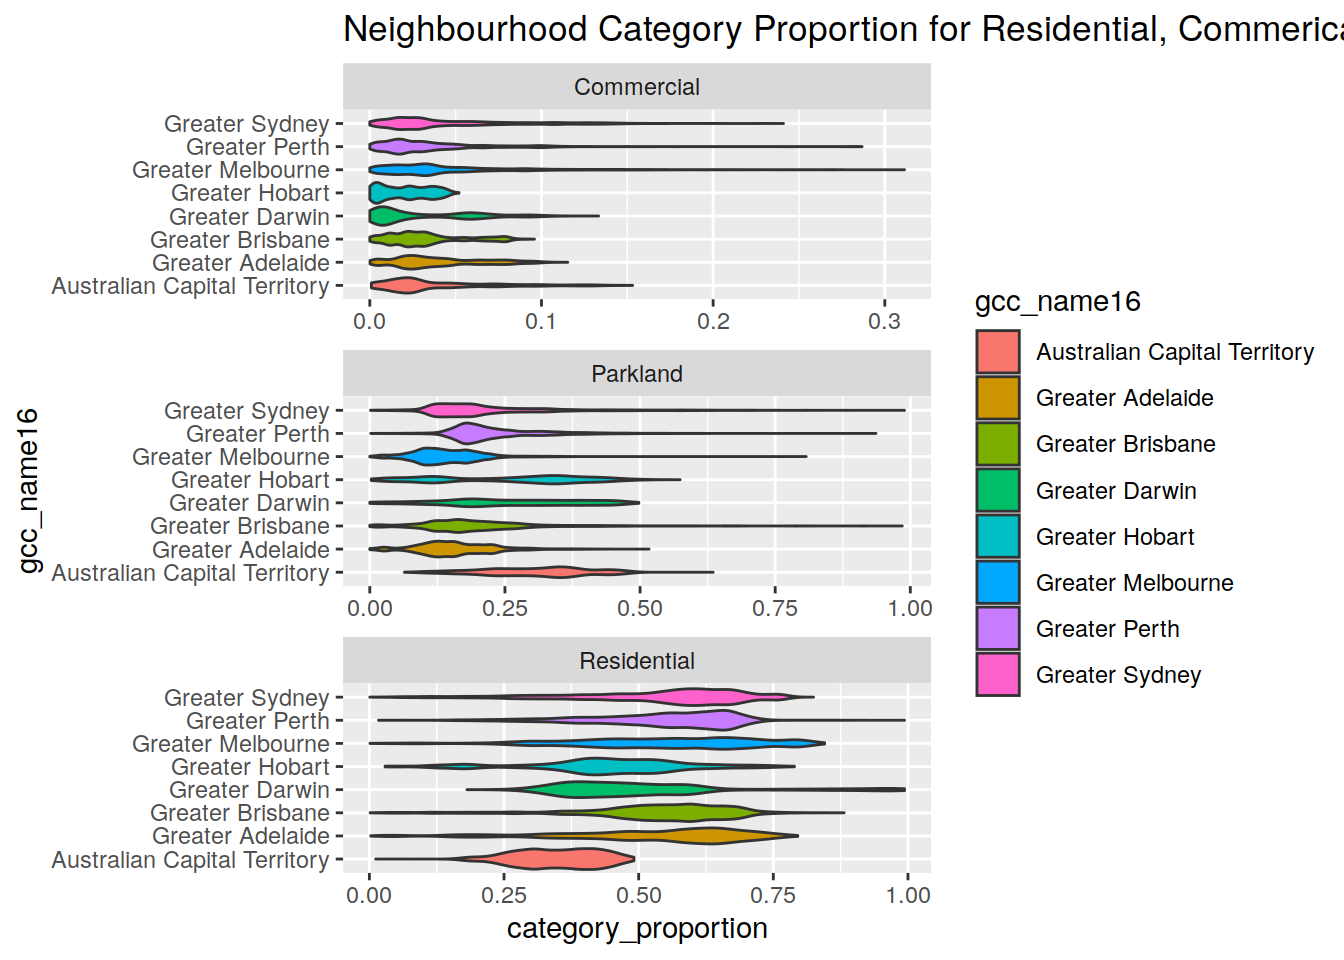 Neighbourhood Category Proportion for Residential, Commerica
Commercial
Greater Sydney
Greater Perth
Greater Melbourne
Greater Hobart
Greater Darwin
Greater Brisbane
Greater Adelaide
Australian Capital Territory
0.0 0.1 0.2 0.3
Parkland
Greater Sydney
Greater Perth
Greater Melbourne
Greater Hobart
Greater Darwin
Greater Brisbane
Greater Adelaide
Australian Capital Territory
0.00 0.25 0.50 0.75 1.00
Residential
Greater Sydney
Greater Perth
Greater Melbourne
Greater Hobart
Greater Darwin
Greater Brisbane
Greater Adelaide
Australian Capital Territory
0.00 0.25 0.50 0.75 1.00
category_proportion
gcc_name16
gcc_name16
Australian Capital Territory
Greater Adelaide
Greater Brisbane
Greater Darwin
Greater Hobart
Greater Melbourne
Greater Perth
Greater Sydney